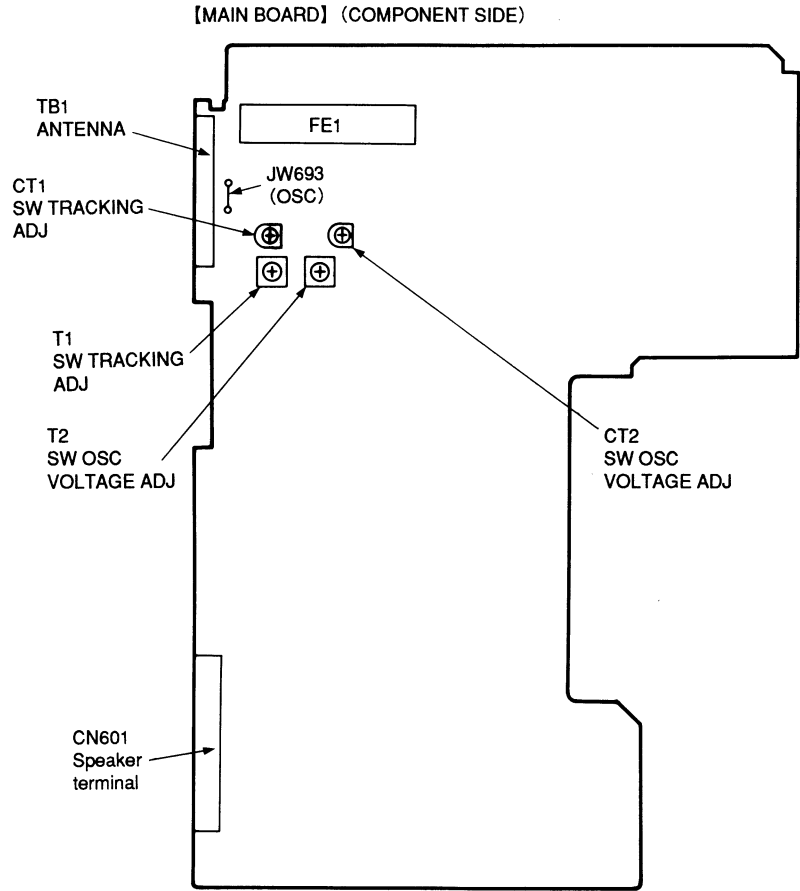 【MAIN BOARD】 (COMPONENT SIDE)
TB1
ANTENNA
FE1
JW693
(OSC)
CT1
SW TRACKING
ADJ
T1
SW TRACKING
ADJ
T2
SW OSC
VOLTAGE ADJ
CT2
SW OSC
VOLTAGE ADJ
CN601
Speaker
terminal